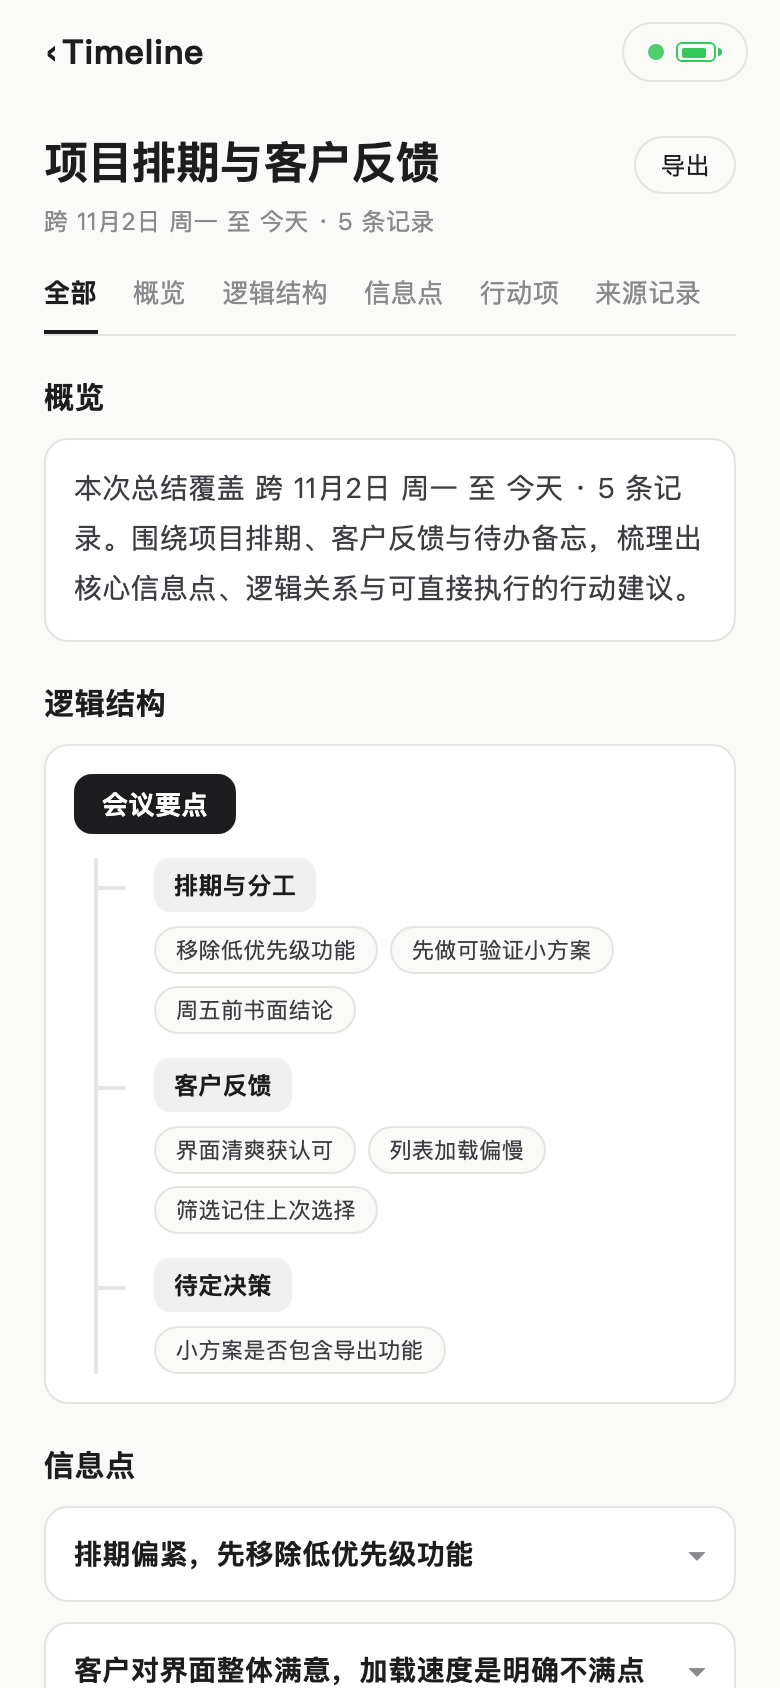 ‹ Timeline
项目排期与客户反馈
导出
跨 11月2日 周一 至 今天 · 5 条记录
全部 概览 逻辑结构 信息点 行动项 来源记录
概览
本次总结覆盖 跨 11月2日 周一 至 今天 · 5 条记
录。围绕项目排期、客户反馈与待办备忘，梳理出
核心信息点、逻辑关系与可直接执行的行动建议。
逻辑结构
会议要点
排期与分工
移除低优先级功能 先做可验证小方案
周五前书面结论
客户反馈
界面清爽获认可 列表加载偏慢
筛选记住上次选择
待定决策
小方案是否包含导出功能
信息点
排期偏紧，先移除低优先级功能
客户对界面整体满意，加载速度是明确不满点